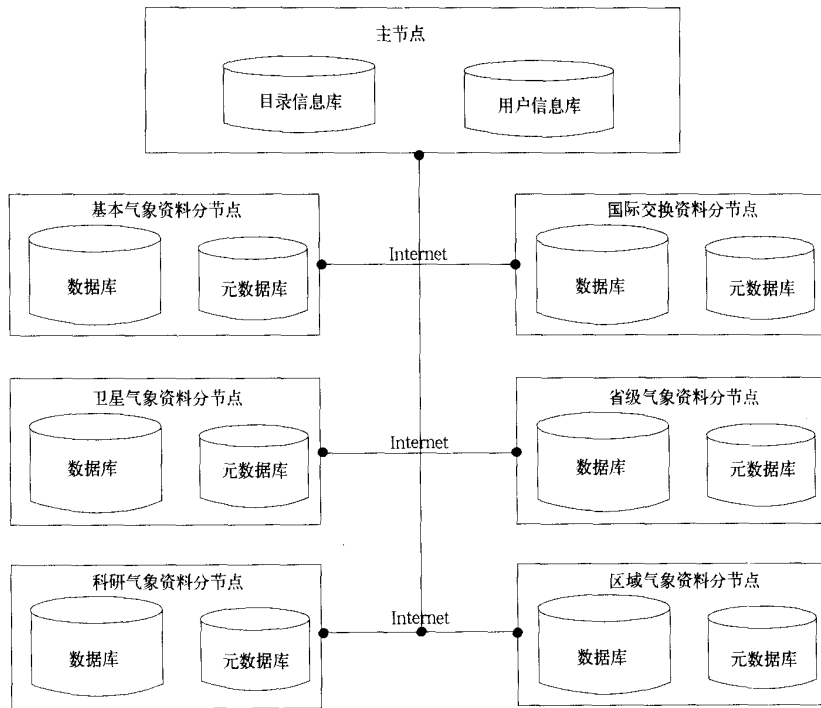 主节点
目录信息库
用户信息库
基本气象资料分节点
数据库
元数据库
Internet
国际交换资料分节点
数据库
元数据库
卫星气象资料分节点
数据库
元数据库
Internet
省级气象资料分节点
数据库
元数据库
科研气象资料分节点
数据库
元数据库
Internet
区域气象资料分节点
数据库
元数据库